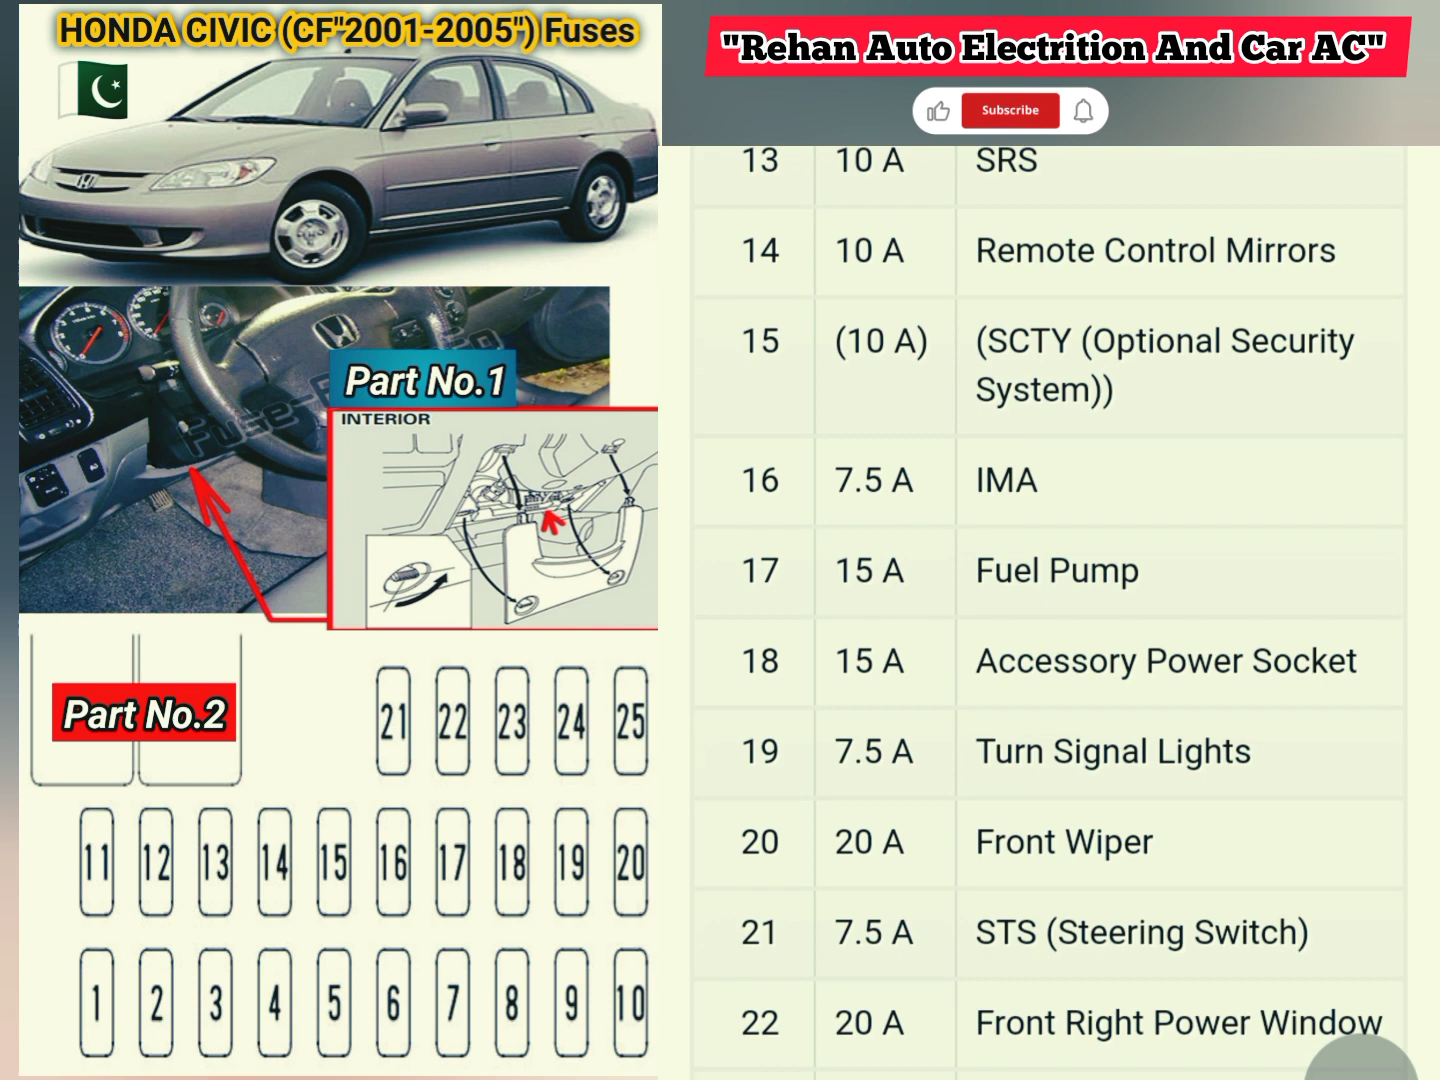 HONDA CIVIC (CF"2001-2005") Fuses
"Rehan Auto Electrition And Car AC"
Subscribe
Part No.1
INTERIOR
Part No.2
21 22 23 24 25
11 12 13 14 15 16 17 18 19 20
1 2 3 4 5 6 7 8 9 10
13 10 A SRS
14 10 A Remote Control Mirrors
15 (10 A) (SCTY (Optional Security
System))
16 7.5 A IMA
17 15 A Fuel Pump
18 15 A Accessory Power Socket
19 7.5 A Turn Signal Lights
20 20 A Front Wiper
21 7.5 A STS (Steering Switch)
22 20 A Front Right Power Window